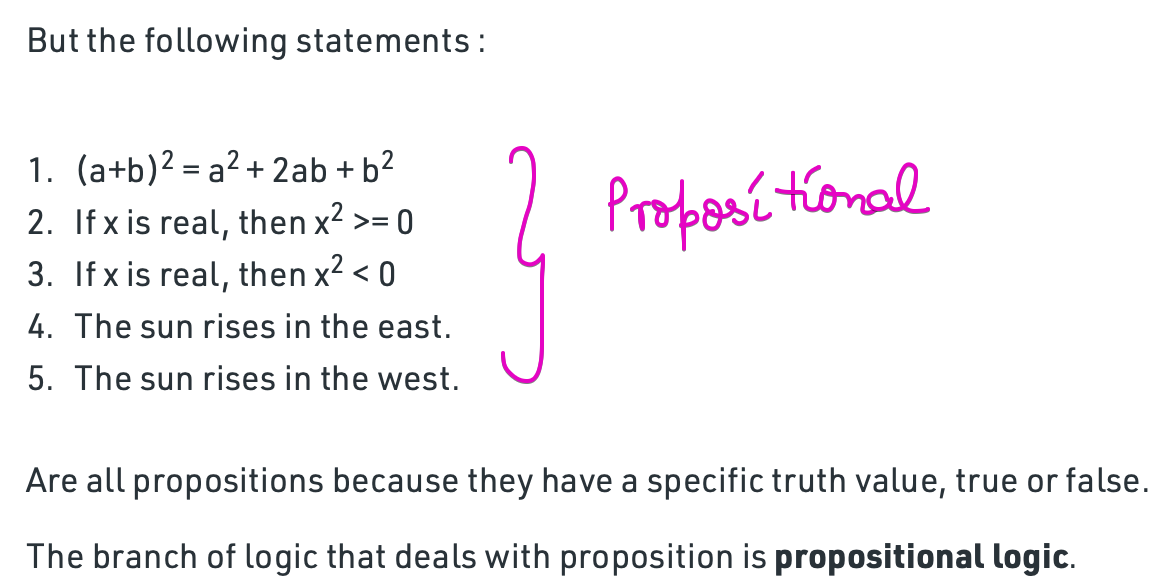 But the following statements :
1. (a+b)² = a² + 2ab + b²
2. If x is real, then x² >= 0
3. If x is real, then x² < 0
4. The sun rises in the east.
5. The sun rises in the west.
Propositional
Are all propositions because they have a specific truth value, true or false.
The branch of logic that deals with proposition is propositional logic.